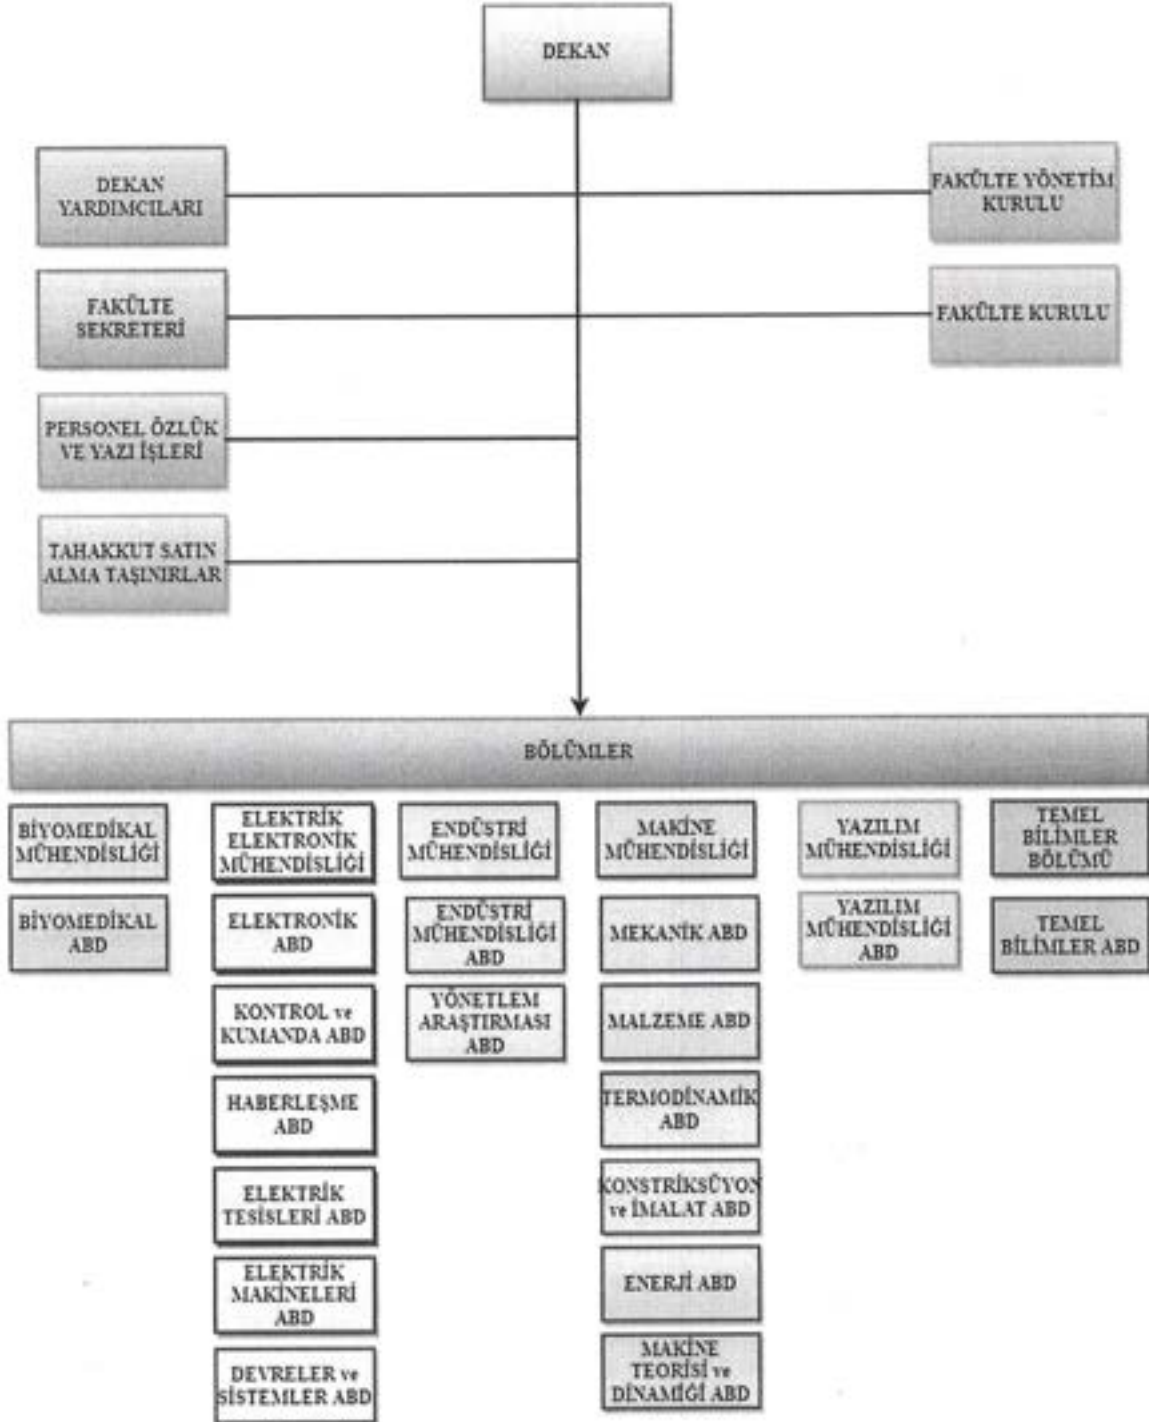 DEKAN
DEKAN
YARDIMCILARI
FAKÜLTE YÖNETİM
KURULU
FAKÜLTE
SEKRETERİ
FAKÜLTE KURULU
PERSONEL ÖZLÜK
VE YAZI İŞLERİ
TAHAKKUT SATIN
ALMA TAŞINIRLAR
BÖLÜMLER
BİYOMEDİKAL
MÜHENDİSLİĞİ
BİYOMEDİKAL
ABD
ELEKTRİK
ELEKTRONİK
MÜHENDİSLİĞİ
ELEKTRONİK
ABD
KONTROL ve
KUMANDA ABD
HABERLEŞME
ABD
ELEKTRİK
TESİSLERİ ABD
ELEKTRİK
MAKİNELERİ
ABD
DEVRELER ve
SİSTEMLER ABD
ENDÜSTRİ
MÜHENDİSLİĞİ
ENDÜSTRİ
MÜHENDİSLİĞİ
ABD
YÖNETLEM
ARAŞTIRMASI
ABD
MAKİNE
MÜHENDİSLİĞİ
MEKANİK ABD
MALZEME ABD
TERMODİNAMİK
ABD
KONSTRİKSÜYON
ve İMALAT ABD
ENERJİ ABD
MAKİNE
TEORİSİ ve
DİNAMİĞİ ABD
YAZILIM
MÜHENDİSLİĞİ
YAZILIM
MÜHENDİSLİĞİ
ABD
TEMEL
BİLİMLER
BÖLÜMÜ
TEMEL
BİLİMLER ABD